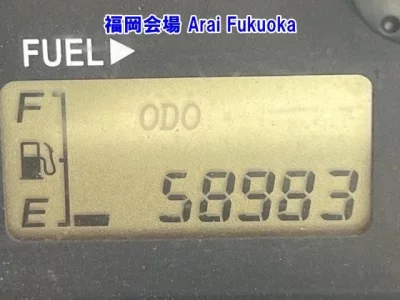 福岡会場 Arai Fukuoka
FUEL
F
ODO
E
58983